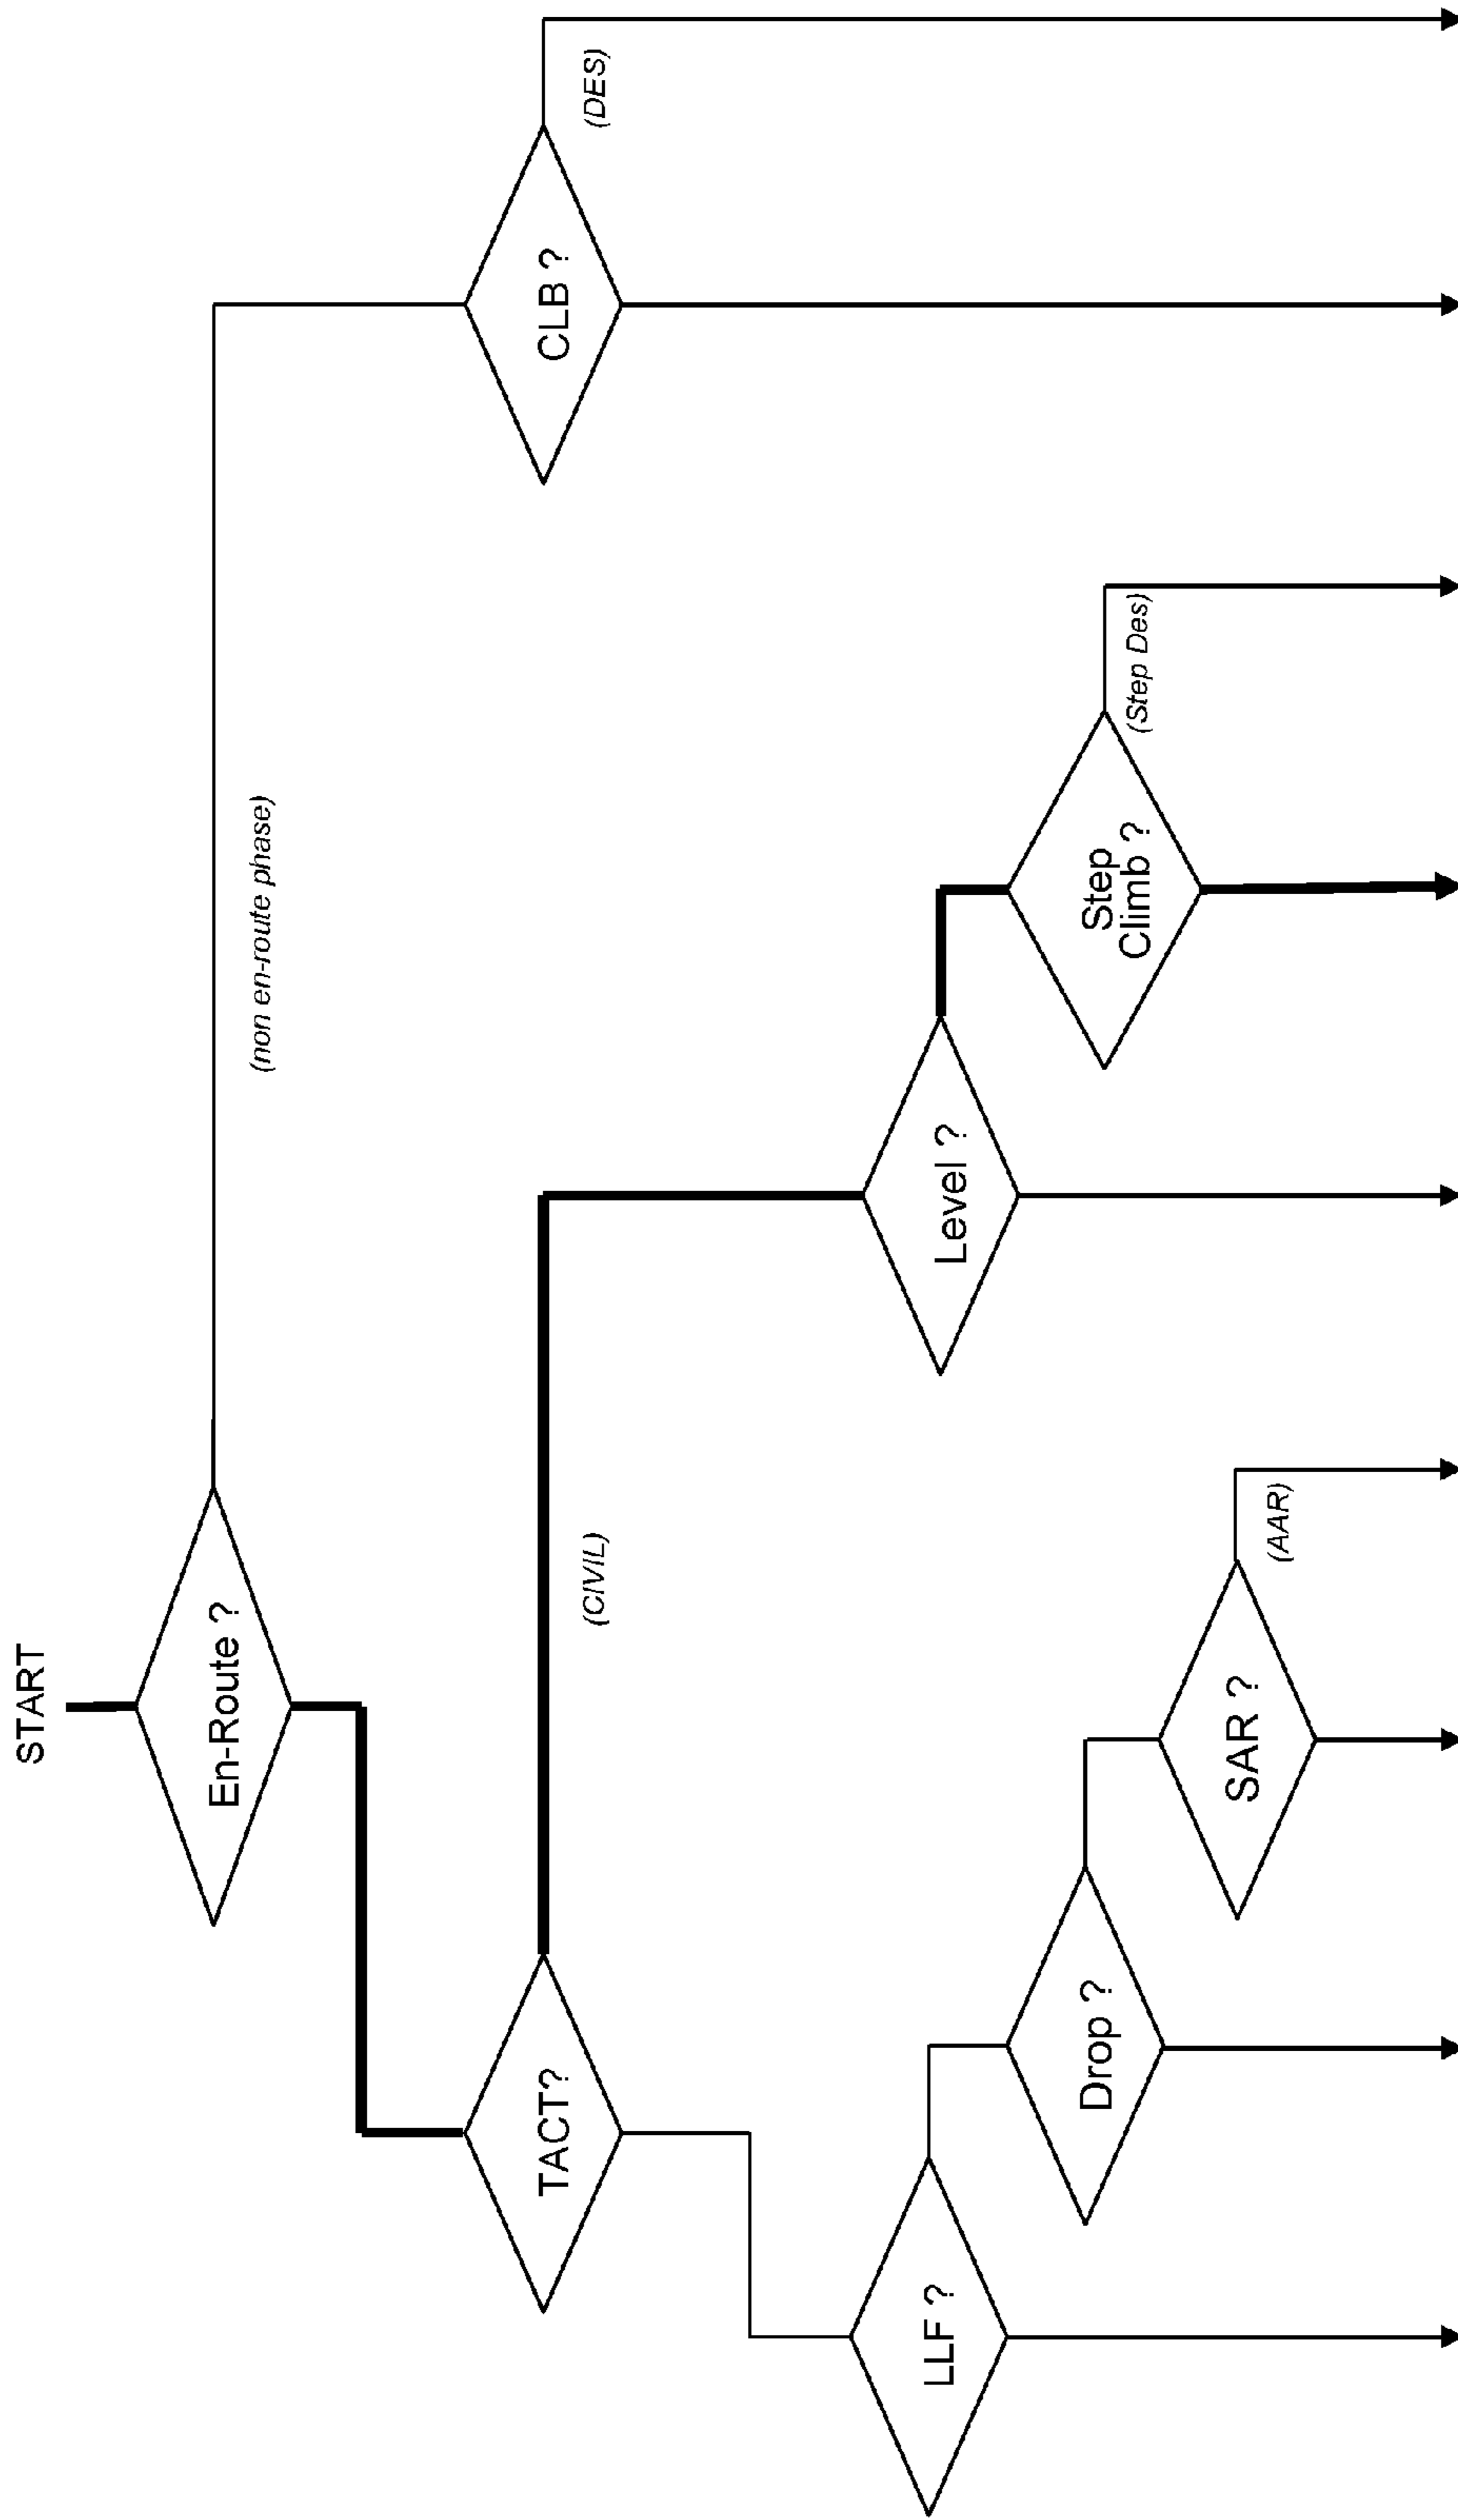 START
En-Route ?
(non en-route phase)
TACT?
(CIVIL)
CLB ?
(DES)
LLF ?
Level ?
Drop ?
Step
Climb ?
(Step Des)
SAR ?
(AAR)